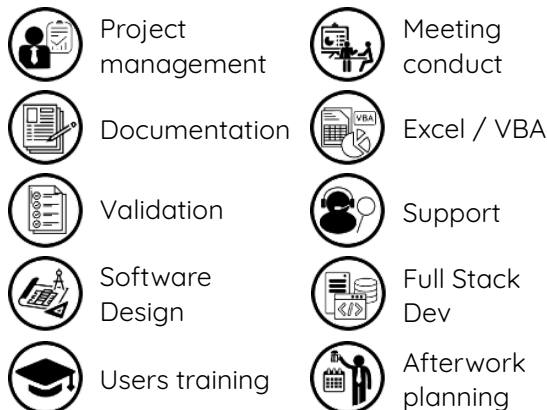 Project
management
Meeting
conduct
Documentation
VBA
Excel / VBA
Validation
Support
Software
Design
Full Stack
Dev
</>
Users training
Afterwork
planning